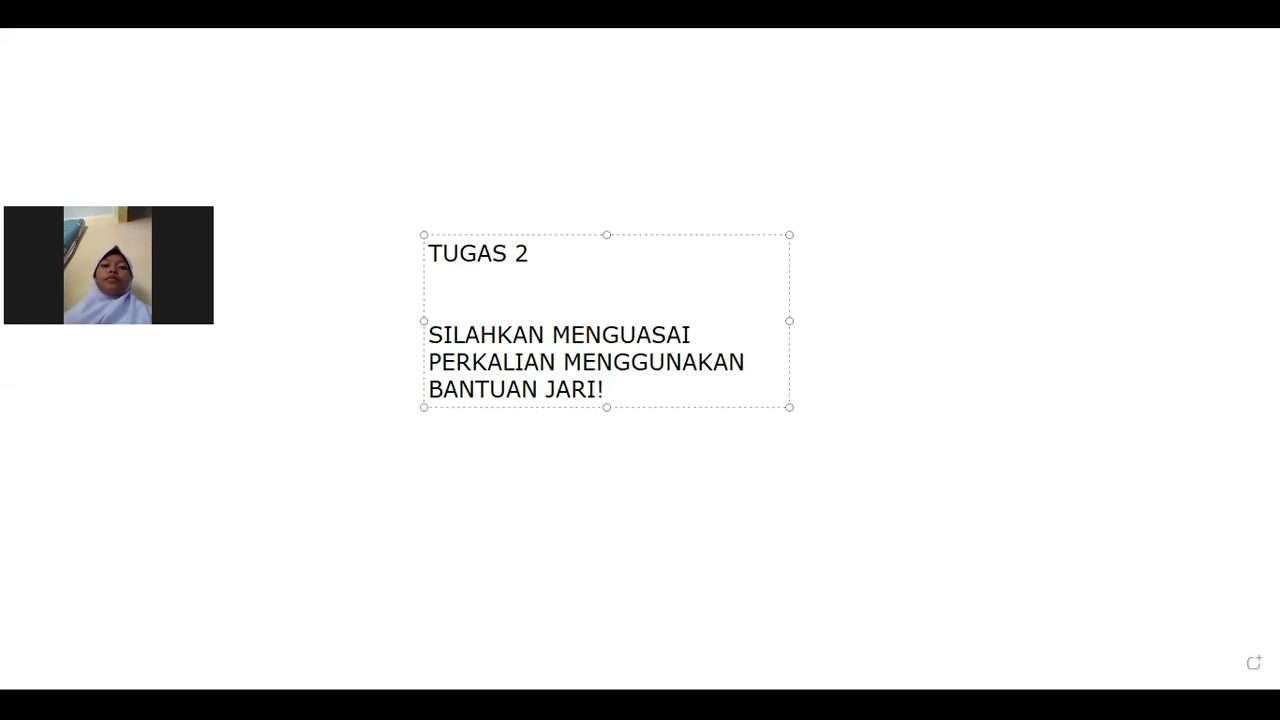 TUGAS 2
SILAHKAN MENGUASAI
PERKALIAN MENGGUNAKAN
BANTUAN JARI!